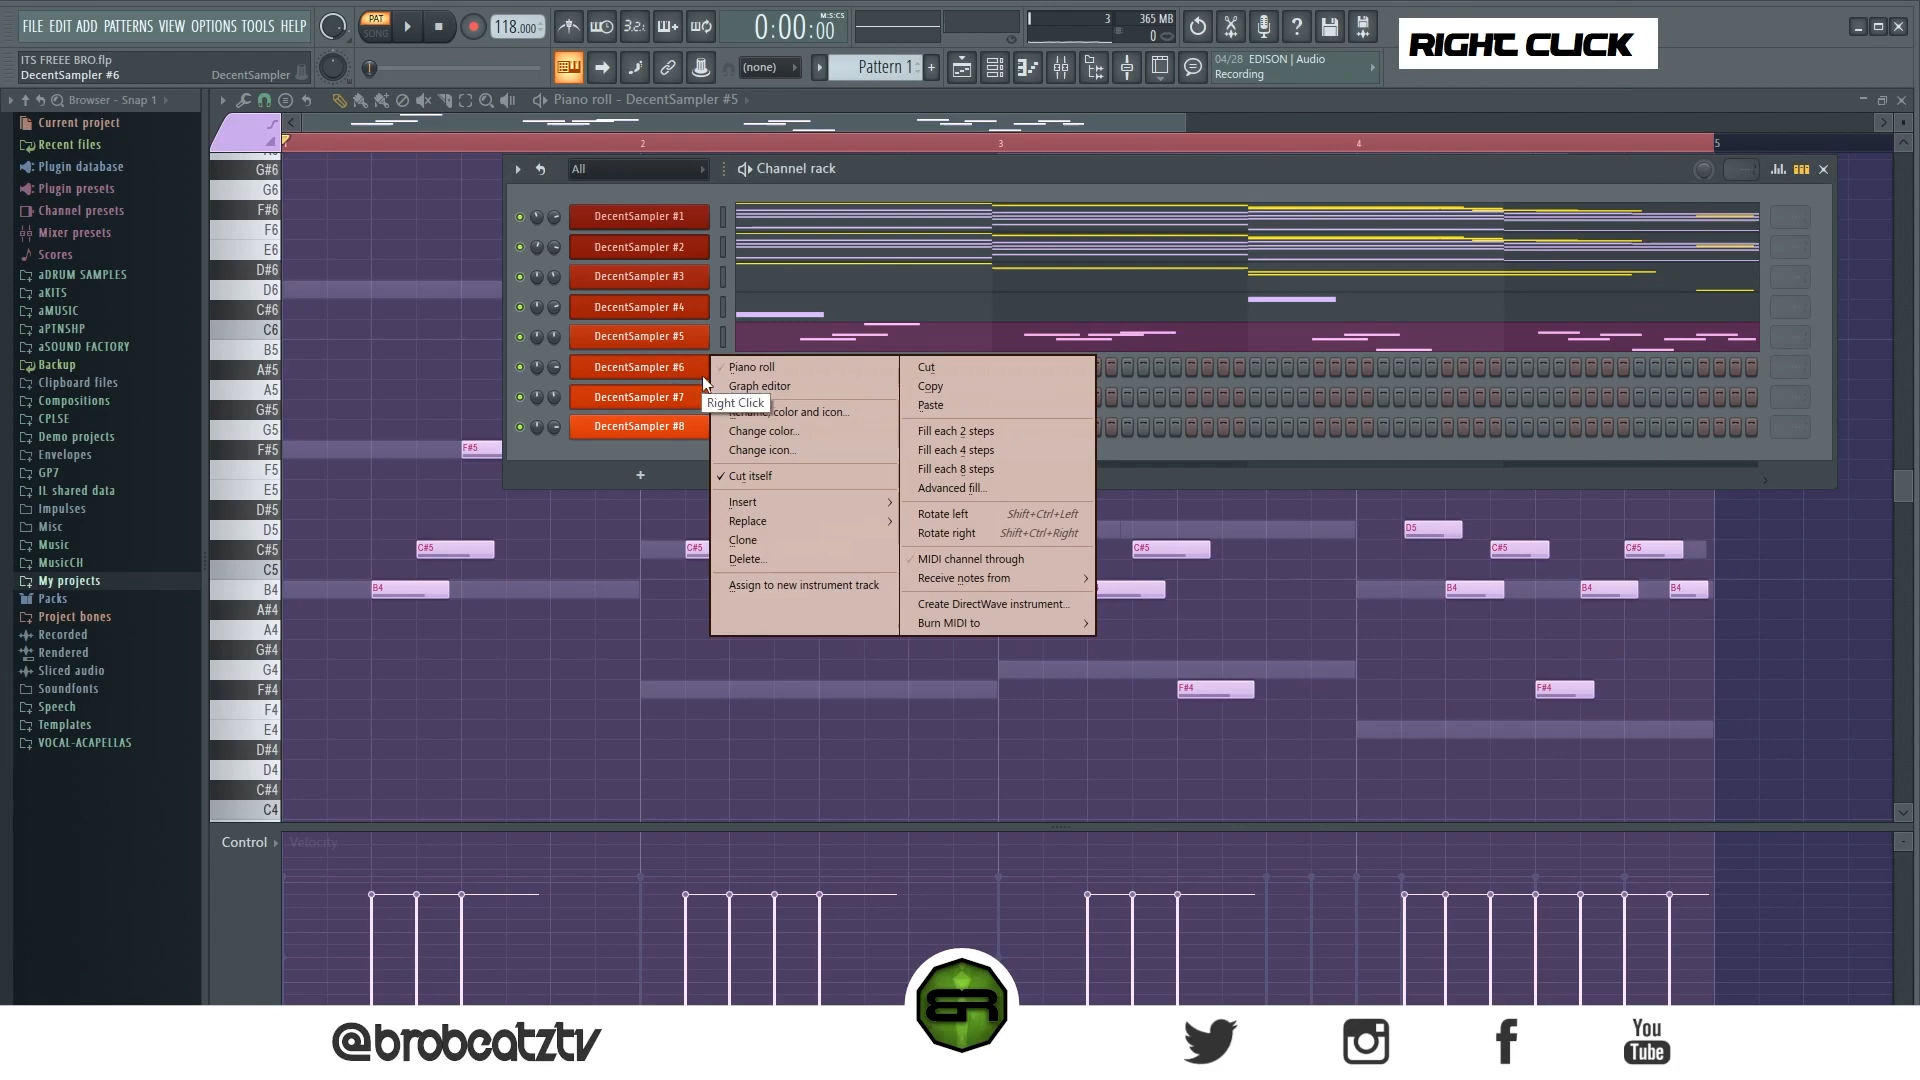 FILE EDIT ADD PATTERNS VIEW OPTIONS TOOLS HELP
PAT
SONG
118.000
3.2:
0:00:00
M:S:CS
3
365 MB
0
RIGHT CLICK
ITS FREEE BRO.flp
DecentSampler #6
DecentSampler
(none)
Pattern 1
04/28 EDISON | Audio
Recording
Browser - Snap 1
Piano roll - DecentSampler #5
Current project
Recent files
Plugin database
Plugin presets
Channel presets
Mixer presets
Scores
aDRUM SAMPLES
aKITS
aMUSIC
aPTNSHP
aSOUND FACTORY
Backup
Clipboard files
Compositions
CPLSE
Demo projects
Envelopes
GP7
IL shared data
Impulses
Misc
Music
MusicCH
My projects
Packs
Project bones
Recorded
Rendered
Sliced audio
Soundfonts
Speech
Templates
VOCAL-ACAPELLAS
2
3
4
5
G#6
G6
F#6
F6
E6
D#6
D6
C#6
C6
B5
A#5
A5
G#5
G5
F#5
F5
E5
D#5
D5
C#5
C5
B4
A#4
A4
G#4
G4
F#4
F4
E4
D#4
D4
C#4
C4
All
Channel rack
DecentSampler #1
DecentSampler #2
DecentSampler #3
DecentSampler #4
DecentSampler #5
DecentSampler #6
DecentSampler #7
DecentSampler #8
+
Piano roll
Graph editor
Right Click
Rename, color and icon...
Change color...
Change icon...
Cut itself
Insert
Replace
Clone
Delete...
Assign to new instrument track
Cut
Copy
Paste
Fill each 2 steps
Fill each 4 steps
Fill each 8 steps
Advanced fill...
Rotate left Shift+Ctrl+Left
Rotate right Shift+Ctrl+Right
MIDI channel through
Receive notes from
Create DirectWave instrument...
Burn MIDI to
F#5
D5
C#5
C#5
C#5
C#5
C#5
B4
B4
B4
B4
F#4
F#4
Control
Velocity
@brobeatztv
BR
You
Tube